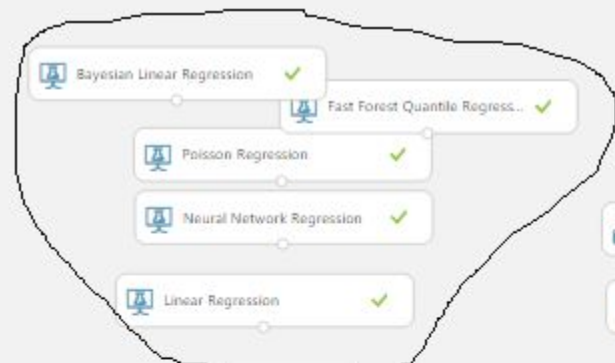 Bayesian Linear Regression
Fast Forest Quantile Regress...
Poisson Regression
Neural Network Regression
Linear Regression